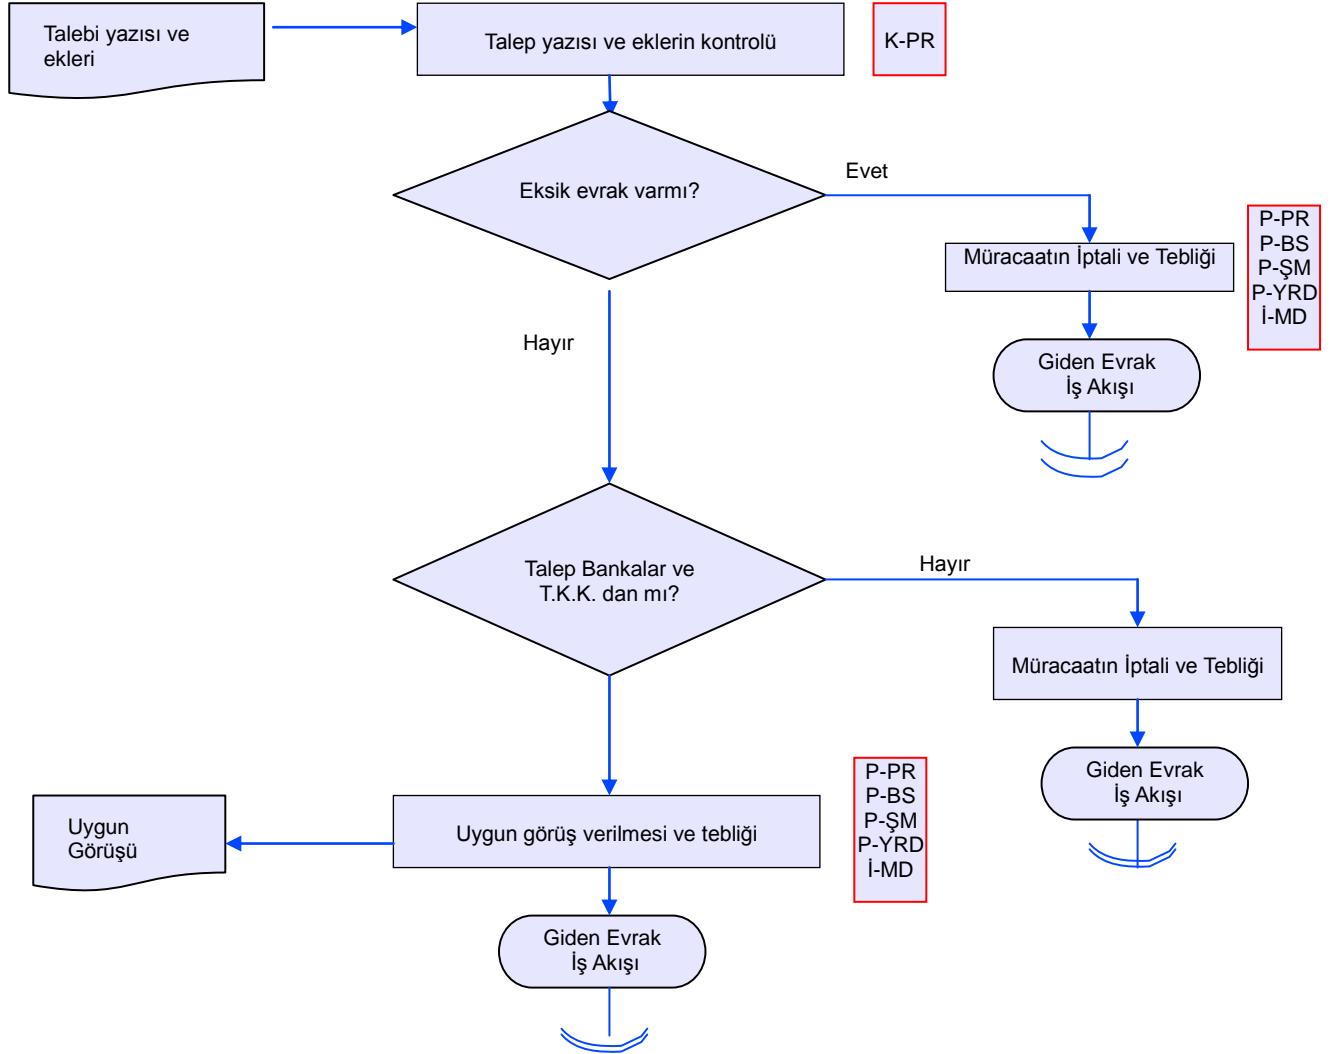 Talebi yazısı ve
ekleri
Talep yazısı ve eklerin kontrolü
K-PR
Eksik evrak varmı?
Evet
Müracaatın İptali ve Tebliği
P-PR
P-BS
P-ŞM
P-YRD
İ-MD
Hayır
Giden Evrak
İş Akışı
Talep Bankalar ve
T.K.K. dan mı?
Hayır
Müracaatın İptali ve Tebliği
Giden Evrak
İş Akışı
Uygun
Görüşü
Uygun görüş verilmesi ve tebliği
P-PR
P-BS
P-ŞM
P-YRD
İ-MD
Giden Evrak
İş Akışı